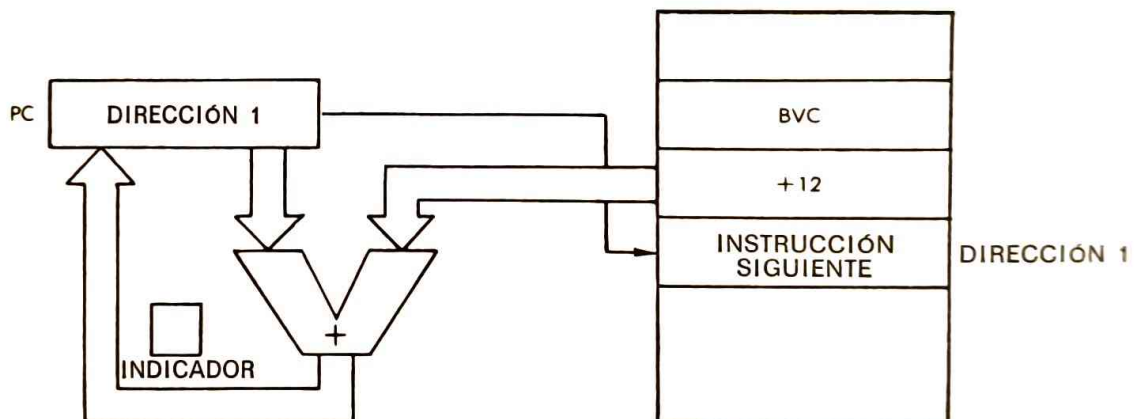 PC
DIRECCIÓN 1
BVC
+12
INSTRUCCIÓN
SIGUIENTE
DIRECCIÓN 1
+
INDICADOR